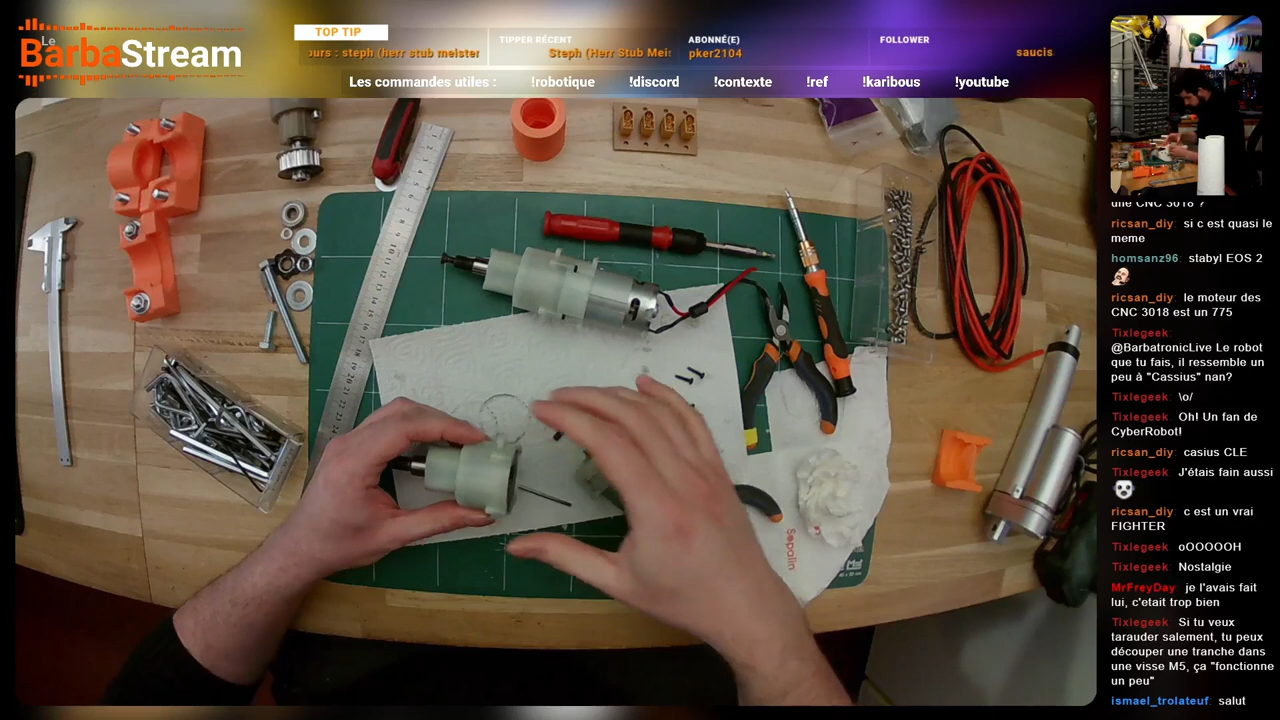 Le
BarbaStream
TOP TIP
ours : steph (herr stub meister
TIPPER RÉCENT
Steph (Herr Stub Meis
ABONNÉ(E)
pker2104
FOLLOWER
saucis
Les commandes utiles : !robotique !discord !contexte !ref !karibous !youtube
une CNC 3018 ?
ricsan_diy: si c est quasi le
meme
homsanz96: stabyl EOS 2
ricsan_diy: le moteur des
CNC 3018 est un 775
Tixlegeek:
@BarbatronicLive Le robot
que tu fais, il ressemble un
peu à "Cassius" nan?
Tixlegeek: \o/
Tixlegeek: Oh! Un fan de
CyberRobot!
ricsan_diy: casius CLE
Tixlegeek: J'étais fain aussi
ricsan_diy: c est un vrai
FIGHTER
Tixlegeek: oOOOOOH
Tixlegeek: Nostalgie
MrFreyDay: je l'avais fait
lui, c'etait trop bien
Tixlegeek: Si tu veux
tarauder salement, tu peux
découper une tranche dans
une visse M5, ça "fonctionne
un peu"
ismael_trolateuf: salut
Sopalin